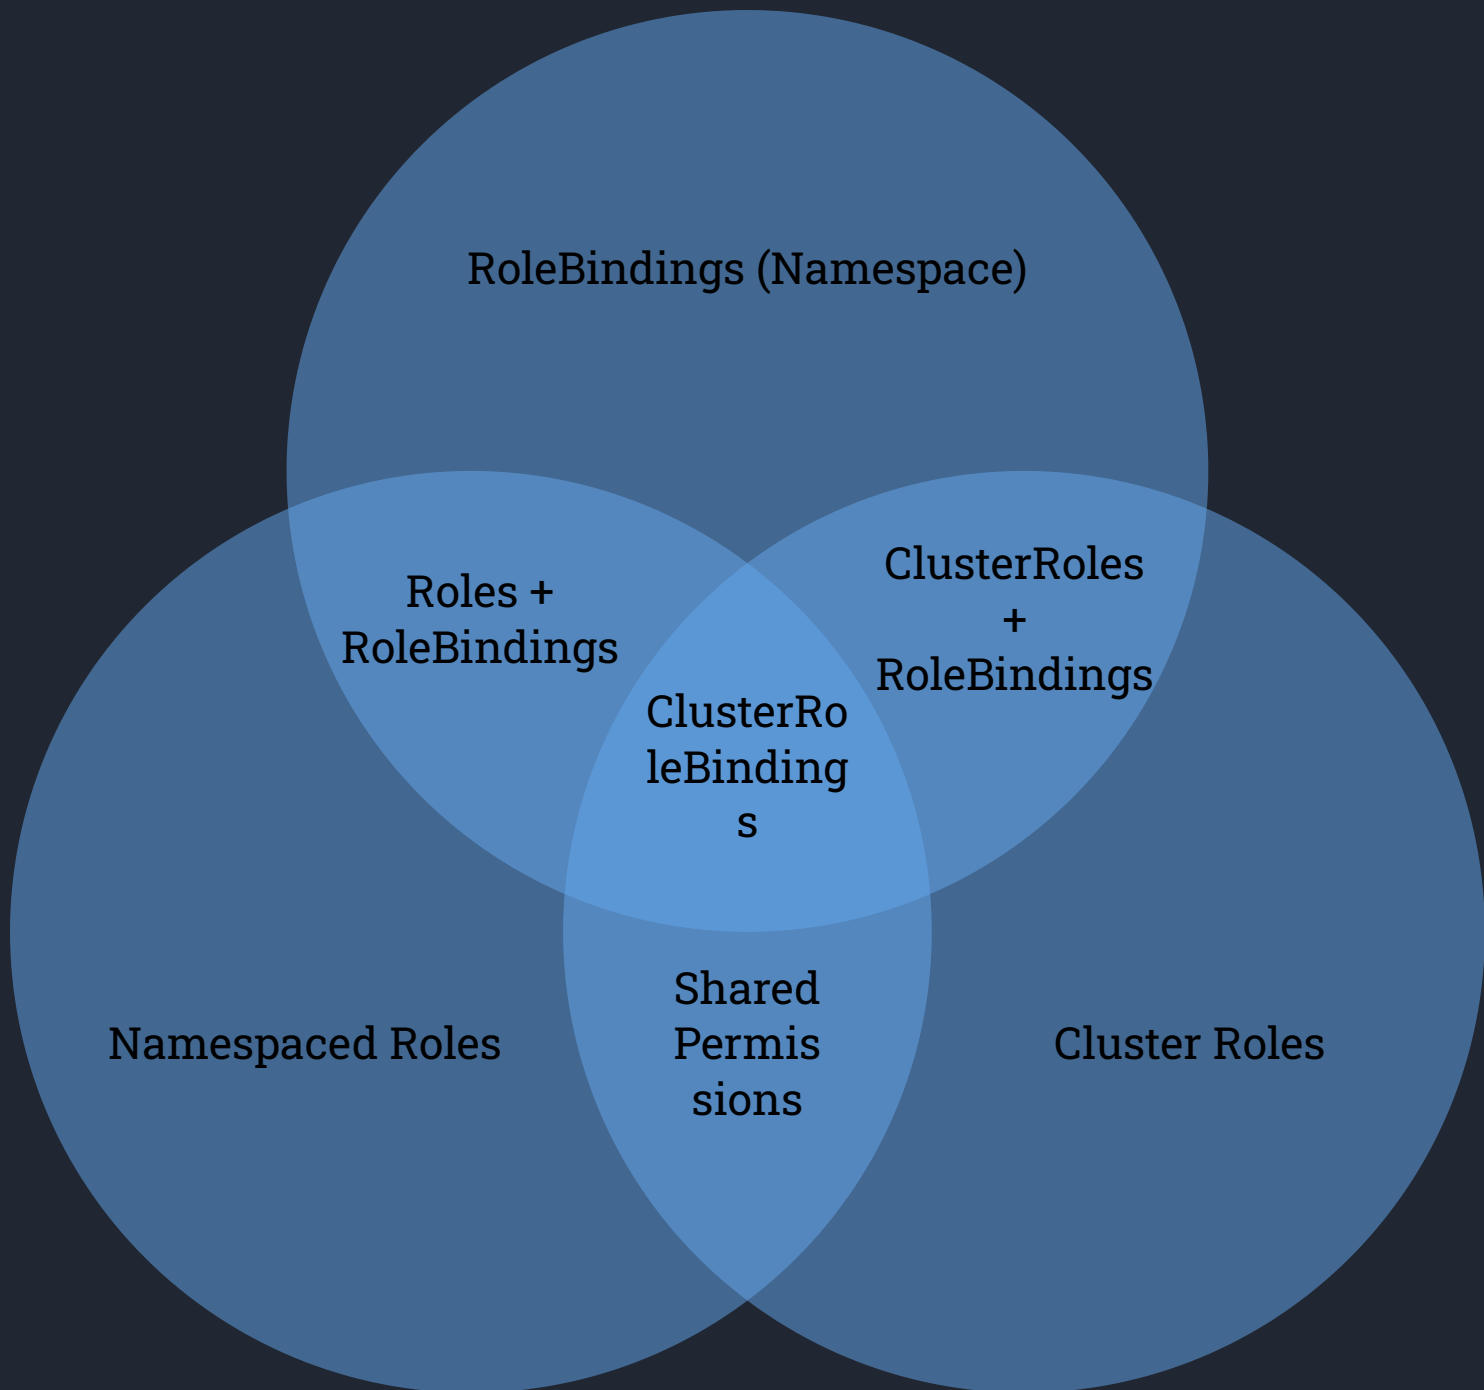 RoleBindings (Namespace)
Roles +
RoleBindings
ClusterRoles
+
RoleBindings
ClusterRo
leBinding
s
Shared
Permis
sions
Namespaced Roles
Cluster Roles